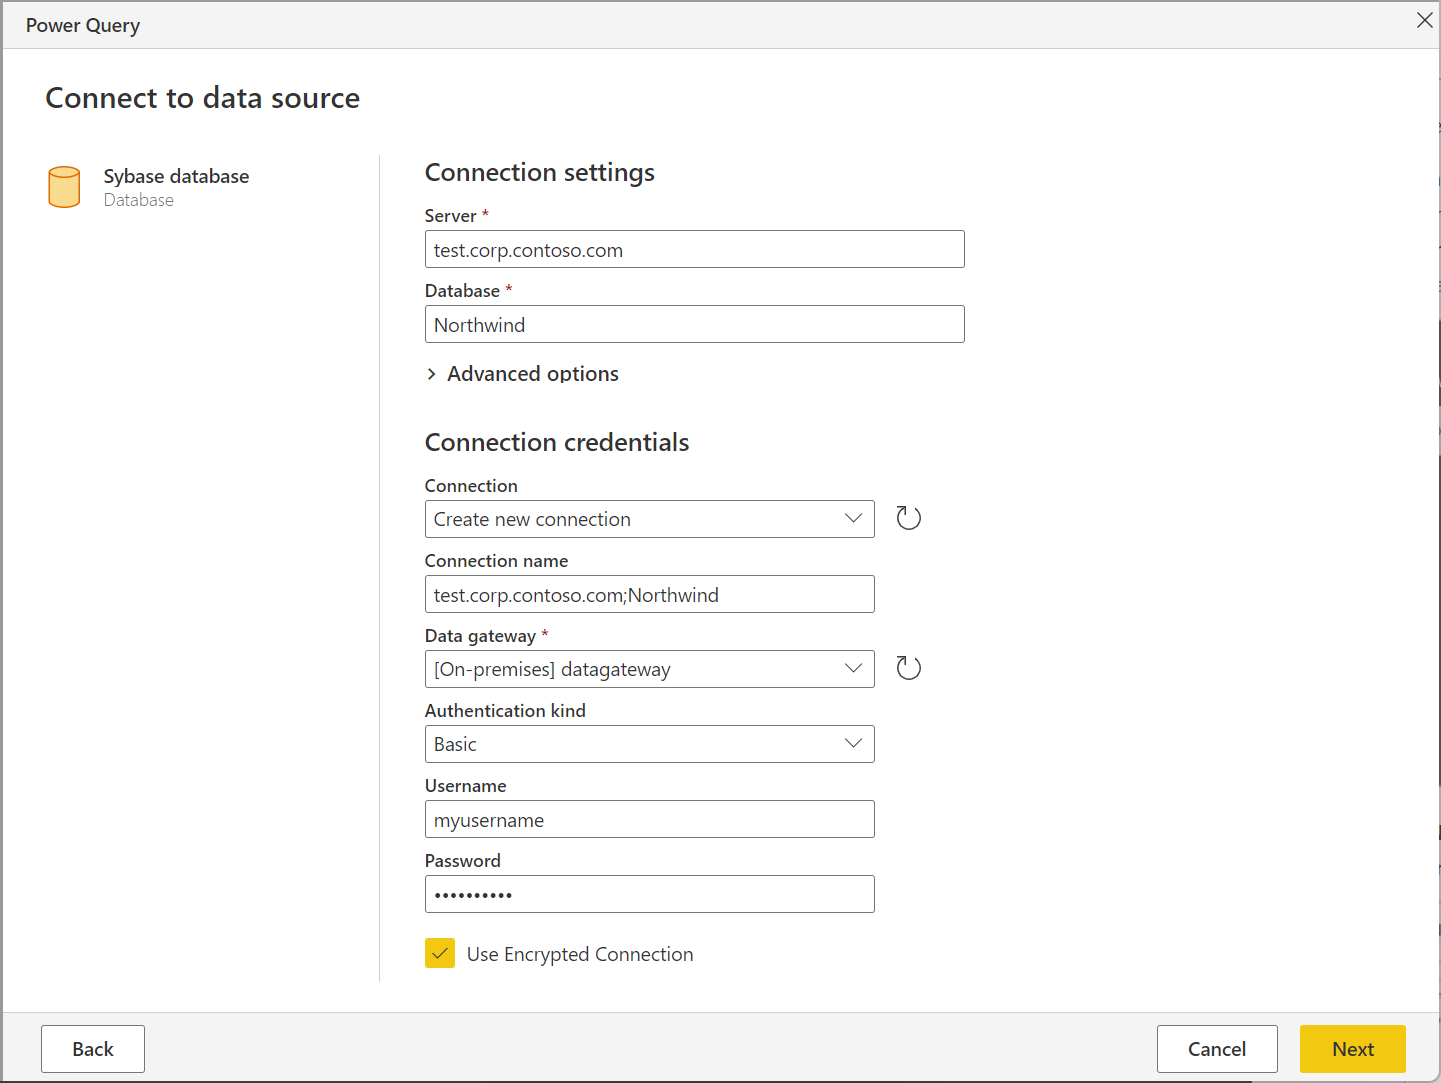 Power Query
Connect to data source
Sybase database
Database
Connection settings
Server *
test.corp.contoso.com
Database *
Northwind
Advanced options
Connection credentials
Connection
Create new connection
Connection name
test.corp.contoso.com;Northwind
Data gateway *
[On-premises] datagateway
Authentication kind
Basic
Username
myusername
Password
••••••••••
Use Encrypted Connection
Back
Cancel
Next